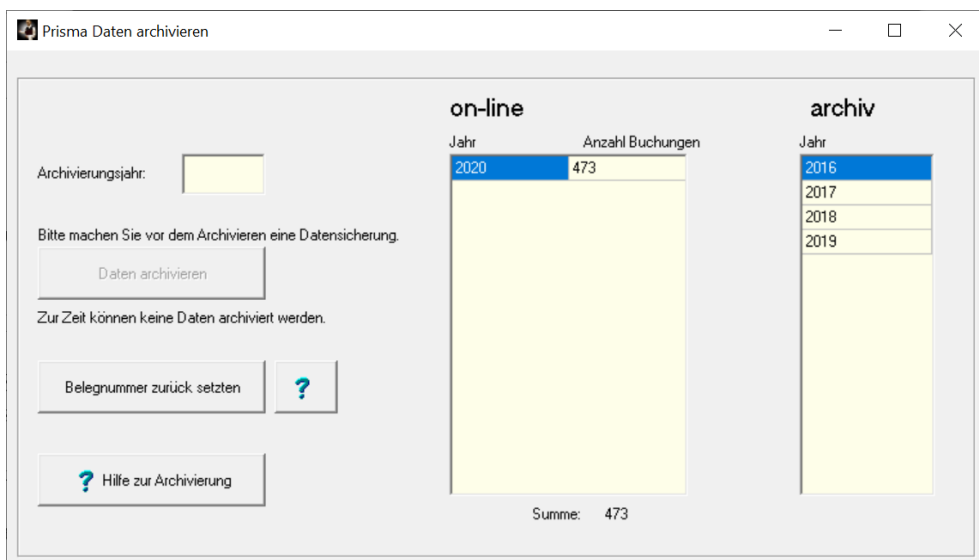 Prisma Daten archivieren
on-line
archiv
Jahr Anzahl Buchungen
Jahr
Archivierungsjahr:
2020 473
2016
2017
2018
2019
Bitte machen Sie vor dem Archivieren eine Datensicherung.
Daten archivieren
Zur Zeit können keine Daten archiviert werden.
Belegnummer zurück setzten
?
? Hilfe zur Archivierung
Summe: 473